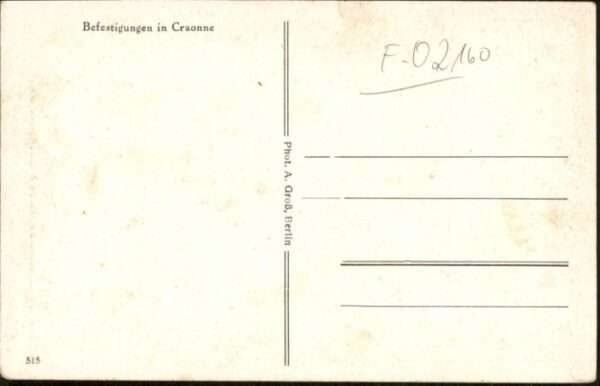 Befestigungen in Craonne
F-02160
Phot. A. Groß, Berlin
515